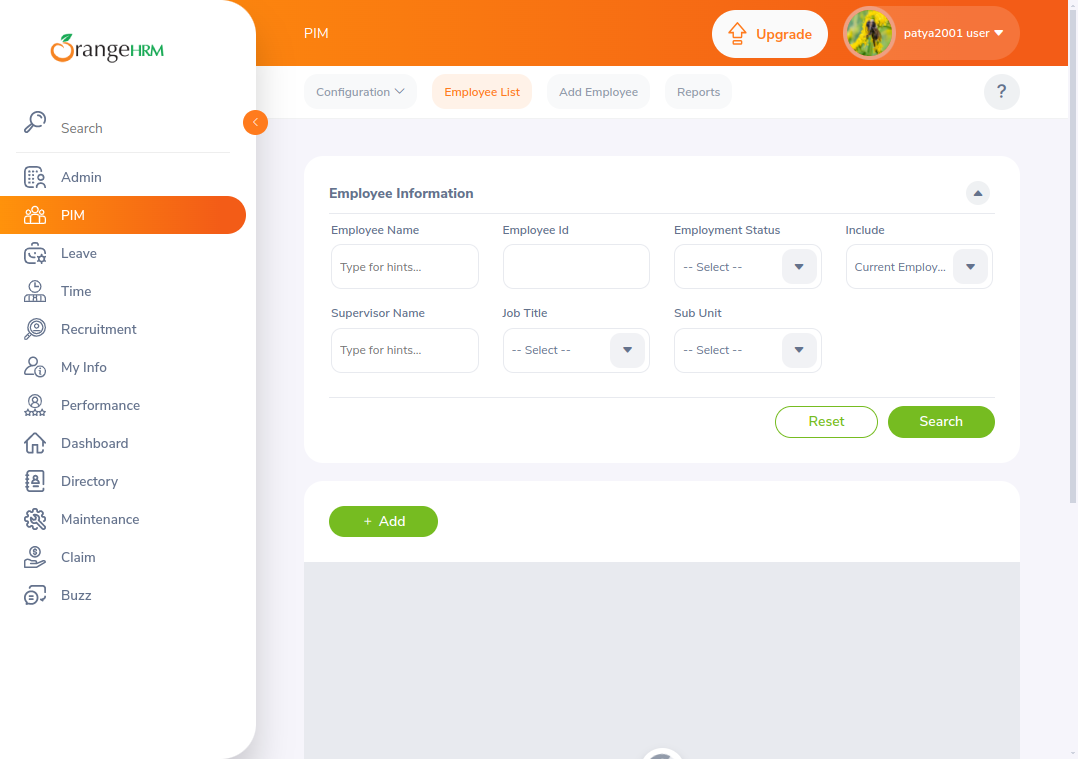 OrangeHRM
PIM
Upgrade
patya2001 user
Configuration
Employee List
Add Employee
Reports
?
Search
Admin
PIM
Leave
Time
Recruitment
My Info
Performance
Dashboard
Directory
Maintenance
Claim
Buzz
Employee Information
Employee Name
Employee Id
Employment Status
Include
Type for hints...
-- Select --
Current Employ...
Supervisor Name
Job Title
Sub Unit
Type for hints...
-- Select --
-- Select --
Reset
Search
+ Add